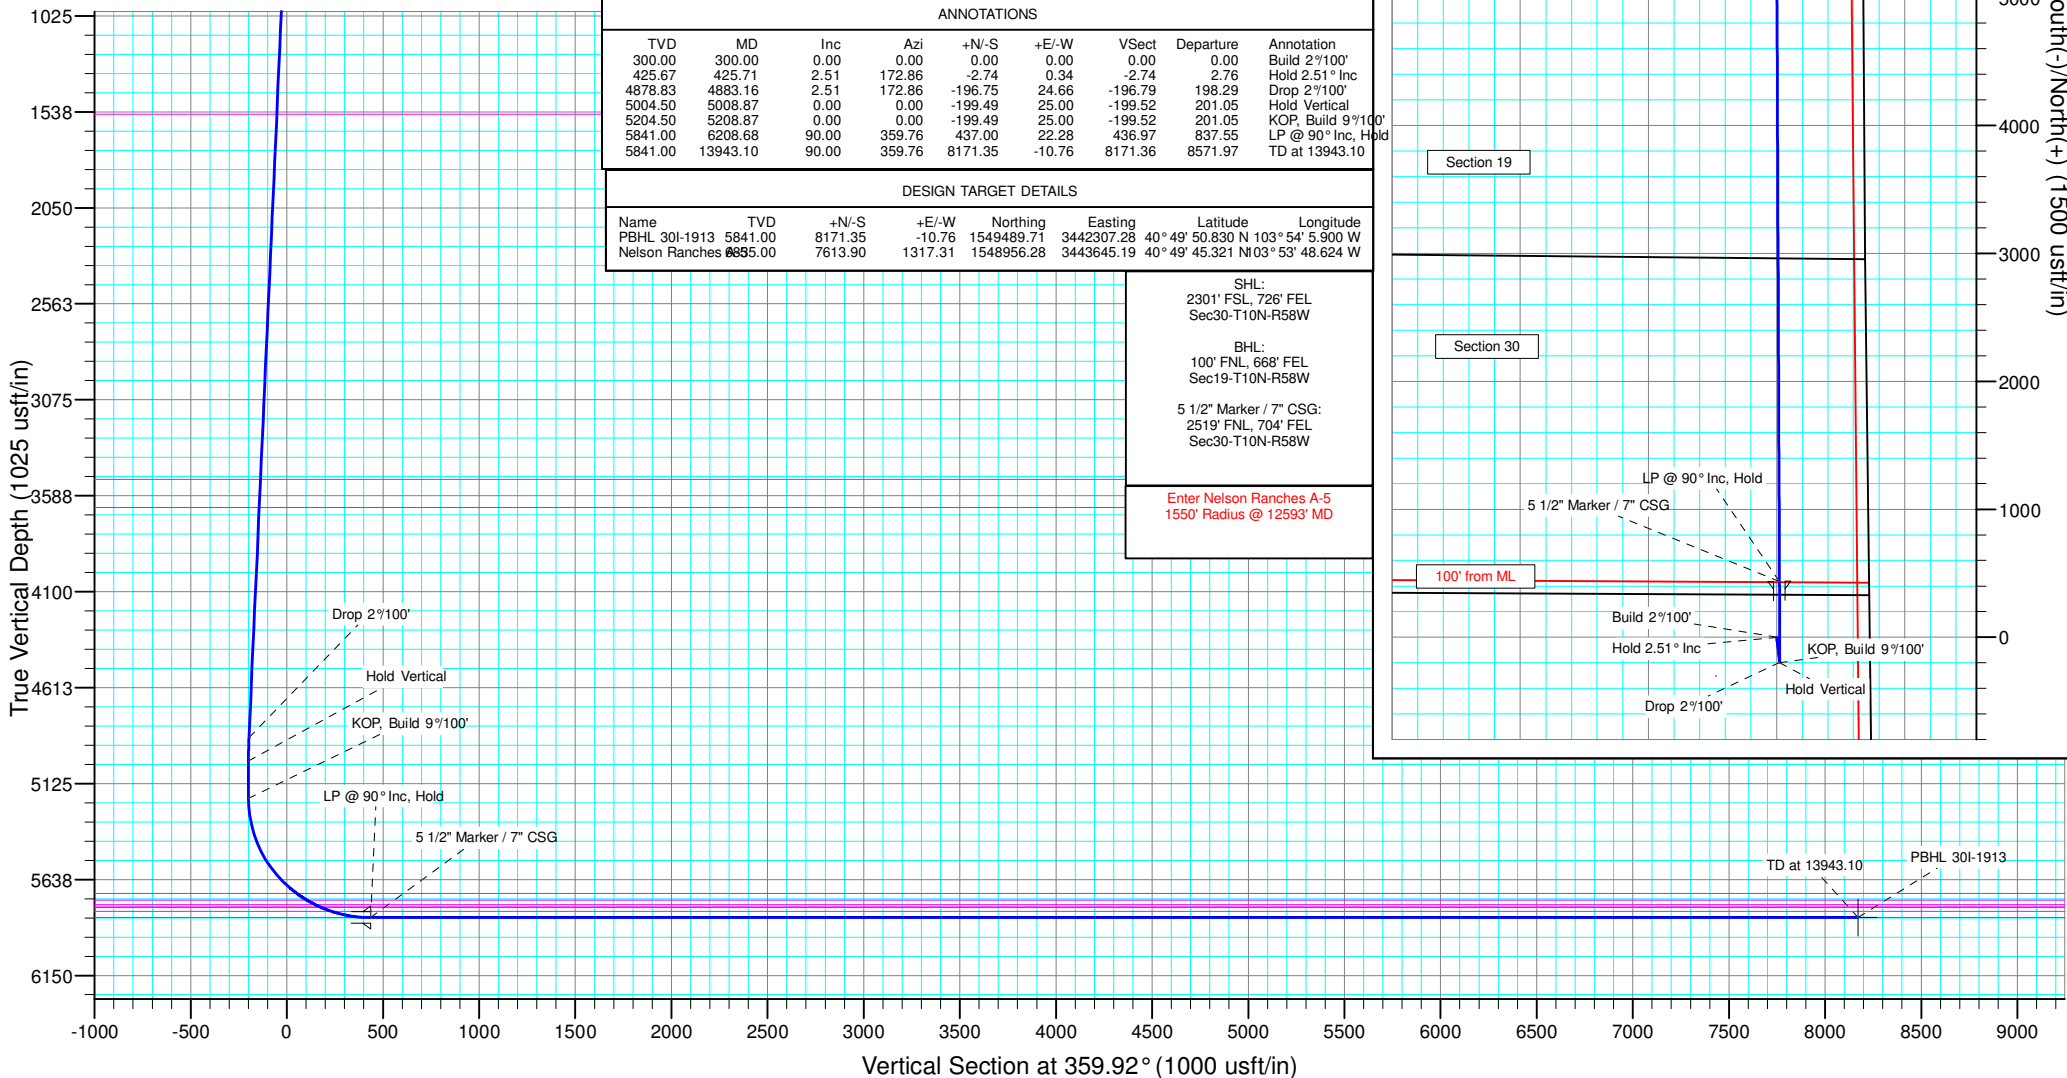 ANNOTATIONS
TVD MD Inc Azi +N/-S +E/-W VSect Departure Annotation
300.00 300.00 0.00 0.00 0.00 0.00 0.00 0.00 Build 2°/100'
425.67 425.71 2.51 172.86 -2.74 0.34 -2.74 2.76 Hold 2.51° Inc
4878.83 4883.16 2.51 172.86 -196.75 24.66 -196.79 198.29 Drop 2°/100'
5004.50 5008.87 0.00 0.00 -199.49 25.00 -199.52 201.05 Hold Vertical
5204.50 5208.87 0.00 0.00 -199.49 25.00 -199.52 201.05 KOP, Build 9°/100'
5841.00 6208.68 90.00 359.76 437.00 22.28 436.97 837.55 LP @ 90° Inc, Hold
5841.00 13943.10 90.00 359.76 8171.35 -10.76 8171.36 8571.97 TD at 13943.10
DESIGN TARGET DETAILS
Name TVD +N/-S +E/-W Northing Easting Latitude Longitude
PBHL 30I-1913 5841.00 8171.35 -10.76 1549489.71 3442307.28 40° 49' 50.830 N 103° 54' 5.900 W
Nelson Ranches 7613.90 1317.31 1548956.28 3443645.19 40° 49' 45.321 N 103° 53' 48.624 W
SHL:
2301' FSL, 726' FEL
Sec30-T10N-R58W
BHL:
100' FNL, 668' FEL
Sec19-T10N-R58W
5 1/2" Marker / 7" CSG:
2519' FNL, 704' FEL
Sec30-T10N-R58W
Enter Nelson Ranches A-5
1550' Radius @ 12593' MD
True Vertical Depth (1025 usft/in)
1025
1538
2050
2563
3075
3588
4100
4613
5125
5638
6150
Drop 2°/100'
Hold Vertical
KOP, Build 9°/100'
LP @ 90° Inc, Hold
5 1/2" Marker / 7" CSG
TD at 13943.10
PBHL 30I-1913
-1000 -500 0 500 1000 1500 2000 2500 3000 3500 4000 4500 5000 5500 6000 6500 7000 7500 8000 8500 9000
Vertical Section at 359.92° (1000 usft/in)
Section 19
Section 30
LP @ 90° Inc, Hold
5 1/2" Marker / 7" CSG
100' from ML
Build 2°/100'
Hold 2.51° Inc
KOP, Build 9°/100'
Hold Vertical
Drop 2°/100'
5000
4000
3000
2000
1000
0
outh(-)/North(+) (1500 usft/in)